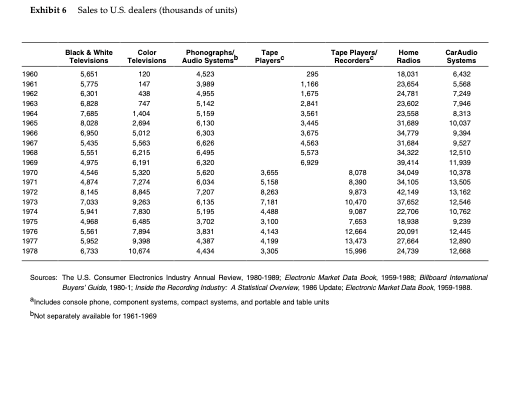 Exhibit 6 Sales to U.S. dealers (thousands of units)
Black & White Televisions Color Televisions Phonographs/ Audio Systemsb Tape Playersc Tape Players/ Recordersc Home Radios CarAudio Systems
1960 5,651 120 4,523 295 18,031 6,432
1961 5,775 147 3,989 1,166 23,654 5,568
1962 6,301 438 4,955 1,675 24,781 7,249
1963 6,828 747 5,142 2,841 23,602 7,946
1964 7,685 1,404 5,159 3,561 23,558 8,313
1965 8,028 2,694 6,130 3,445 31,689 10,037
1966 6,950 5,012 6,303 3,675 34,779 9,394
1967 5,435 5,563 6,626 4,563 31,684 9,527
1968 5,551 6,215 6,495 5,573 34,322 12,510
1969 4,975 6,191 6,320 6,929 39,414 11,939
1970 4,546 5,320 5,620 3,655 8,078 34,049 10,378
1971 4,874 7,274 6,034 5,158 8,390 34,105 13,505
1972 8,145 8,845 7,207 8,263 9,873 42,149 13,162
1973 7,033 9,263 6,135 7,181 10,470 37,652 12,546
1974 5,941 7,830 5,195 4,488 9,087 22,706 10,762
1975 4,968 6,485 3,702 3,100 7,653 18,938 9,239
1976 5,561 7,894 3,831 4,143 12,664 20,091 12,445
1977 5,952 9,398 4,387 4,199 13,473 27,664 12,890
1978 6,733 10,674 4,434 3,305 15,996 24,739 12,668
Sources: The U.S. Consumer Electronics Industry Annual Review, 1980-1989; Electronic Market Data Book, 1959-1988; Billboard International
Buyers' Guide, 1980-1; Inside the Recording Industry: A Statistical Overview, 1986 Update; Electronic Market Data Book, 1959-1988.
aIncludes console phone, component systems, compact systems, and portable and table units
bNot separately available for 1961-1969